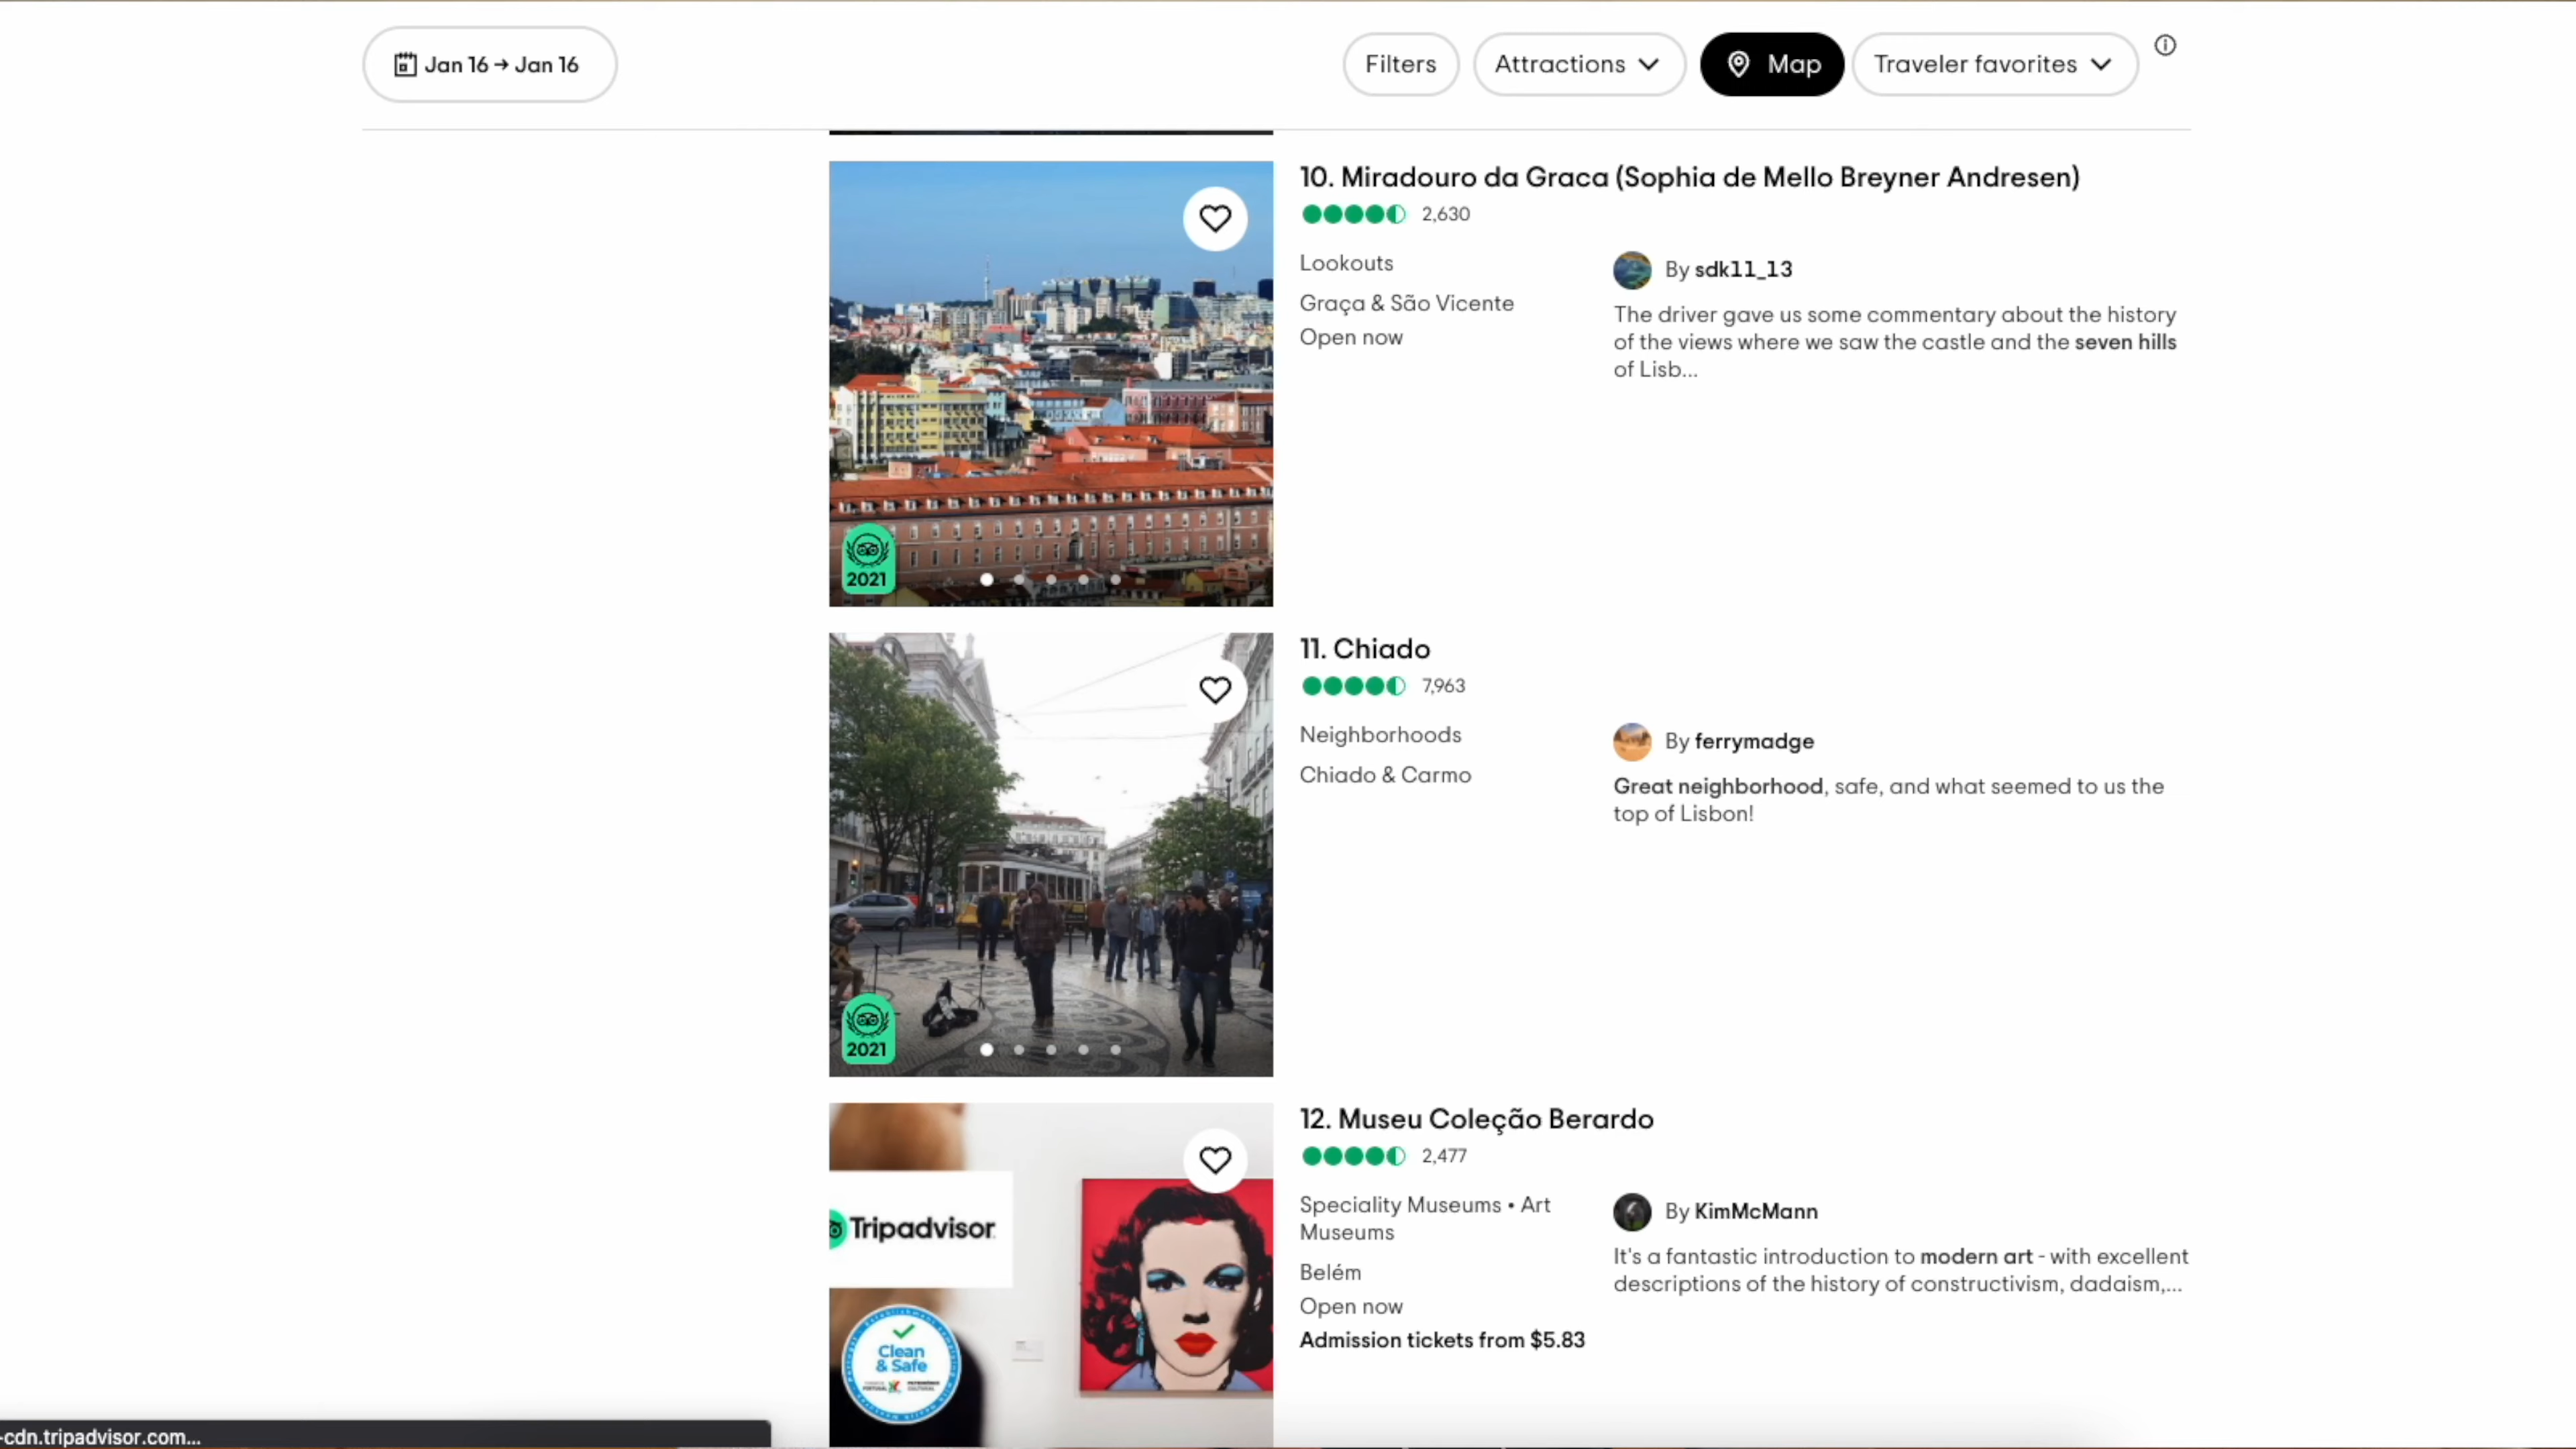 Jan 16 → Jan 16
Filters
Attractions
Map
Traveler favorites
10. Miradouro da Graca (Sophia de Mello Breyner Andresen)
2,630
Lookouts
Graça & São Vicente
Open now
By sdk11_13
The driver gave us some commentary about the history
of the views where we saw the castle and the seven hills
of Lisb...
2021
11. Chiado
7,963
Neighborhoods
Chiado & Carmo
By ferrymadge
Great neighborhood, safe, and what seemed to us the
top of Lisbon!
2021
12. Museu Coleção Berardo
2,477
Speciality Museums • Art
Museums
Belém
Open now
Admission tickets from $5.83
By KimMcMann
It's a fantastic introduction to modern art - with excellent
descriptions of the history of constructivism, dadaism,...
Tripadvisor
Clean
& Safe
-cdn.tripadvisor.com...